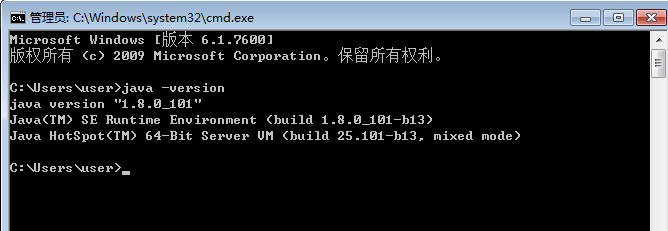 管理员: C:\Windows\system32\cmd.exe
Microsoft Windows [版本 6.1.7600]
版权所有 (c) 2009 Microsoft Corporation。保留所有权利。
C:\Users\user>java -version
java version "1.8.0_101"
Java(TM) SE Runtime Environment (build 1.8.0_101-b13)
Java HotSpot(TM) 64-Bit Server VM (build 25.101-b13, mixed mode)
C:\Users\user>_